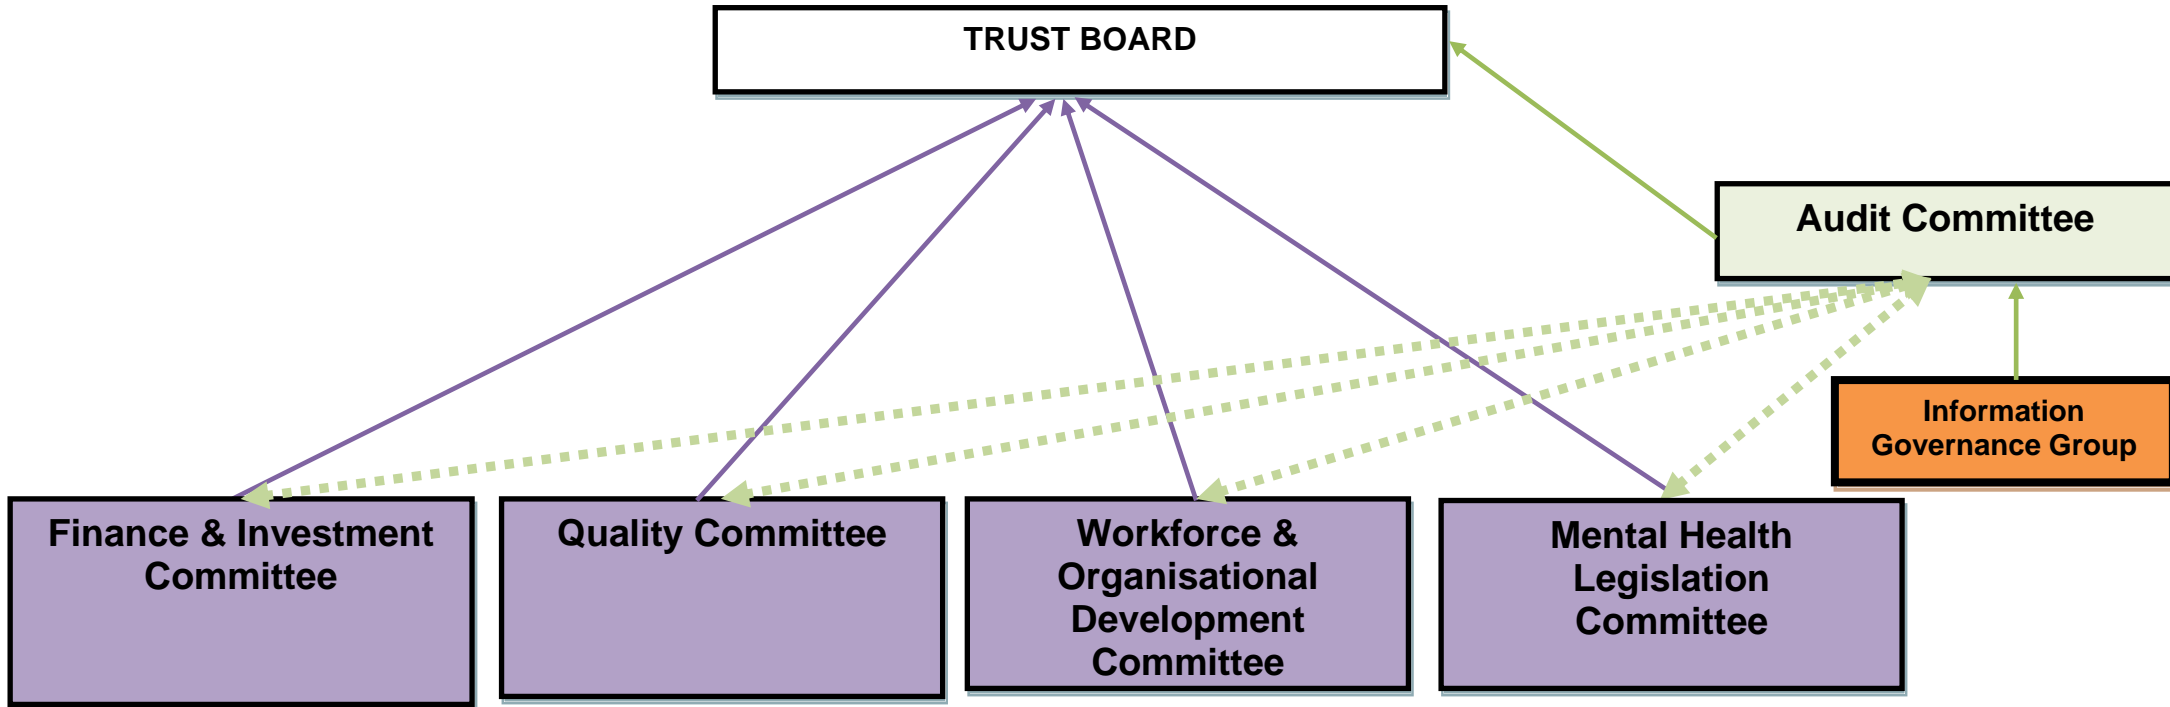 TRUST BOARD
Audit Committee
Information
Governance Group
Finance & Investment
Committee
Quality Committee
Workforce &
Organisational
Development
Committee
Mental Health
Legislation
Committee